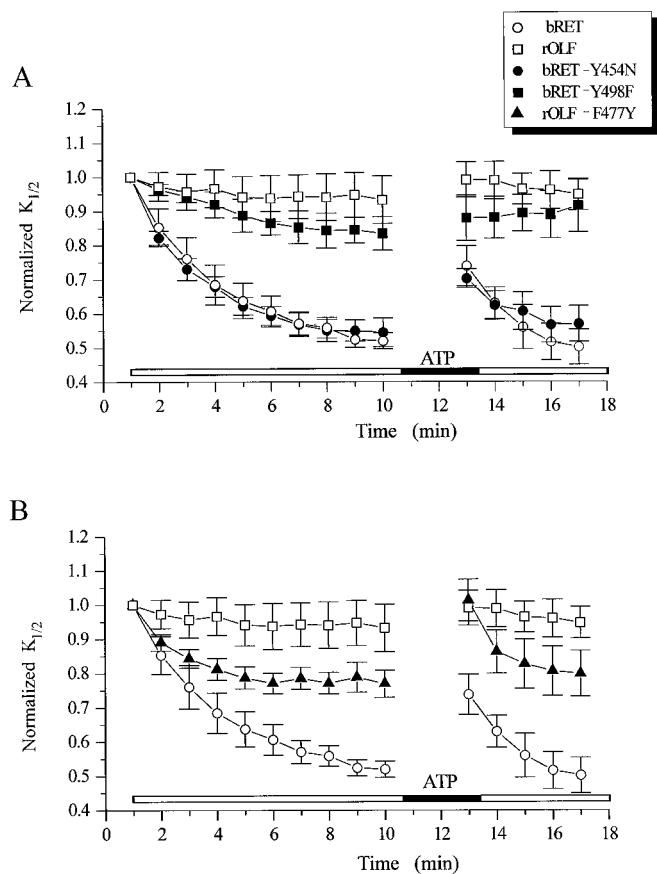 bRET
rOLF
bRET-Y454N
bRET-Y498F
rOLF-F477Y
A
1.2
1.1
1.0
0.9
0.8
0.7
0.6
0.5
0.4
Normalized K1/2
ATP
0 2 4 6 8 10 12 14 16 18
Time (min)
B
1.2
1.1
1.0
0.9
0.8
0.7
0.6
0.5
0.4
Normalized K1/2
ATP
0 2 4 6 8 10 12 14 16 18
Time (min)